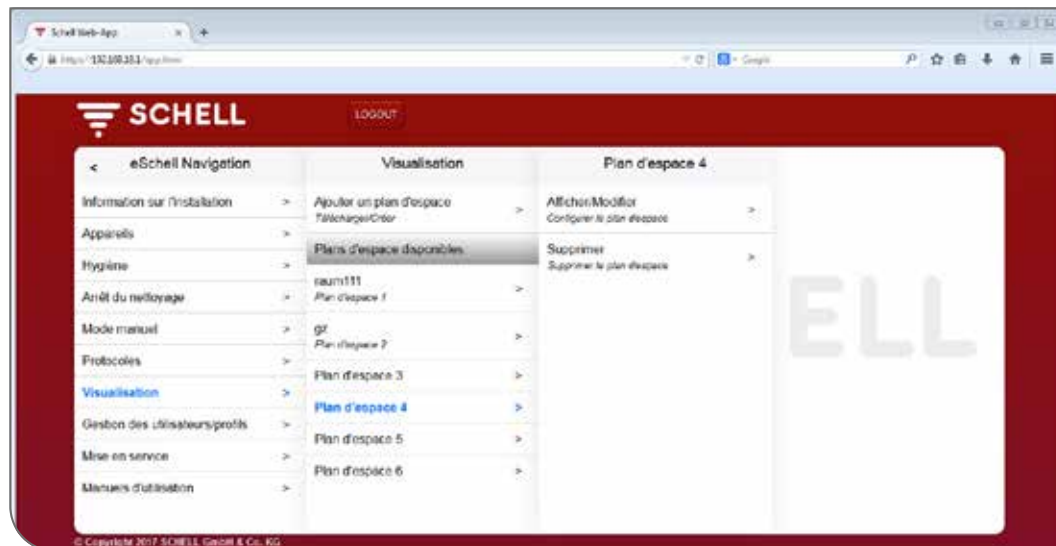 Schell Web-App
Google
SCHELL
LOGOUT
< eSchell Navigation
Information sur l'installation >
Appareils >
Hygiène >
Arrêt du nettoyage >
Mode manuel >
Protocoles >
Visualisation >
Gestion des utilisateurs/profils >
Mise en service >
Manuels d'utilisation >
Visualisation
Ajouter un plan d'espace >
Télécharger/Créer
Plans d'espace disponibles
raum111 >
Plan d'espace 1
gz >
Plan d'espace 2
Plan d'espace 3 >
Plan d'espace 4 >
Plan d'espace 5 >
Plan d'espace 6 >
Plan d'espace 4
Afficher/Modifier >
Configurer le plan d'espace
Supprimer >
Supprimer le plan d'espace
ELL
© Copyright 2017 SCHELL GmbH & Co. KG